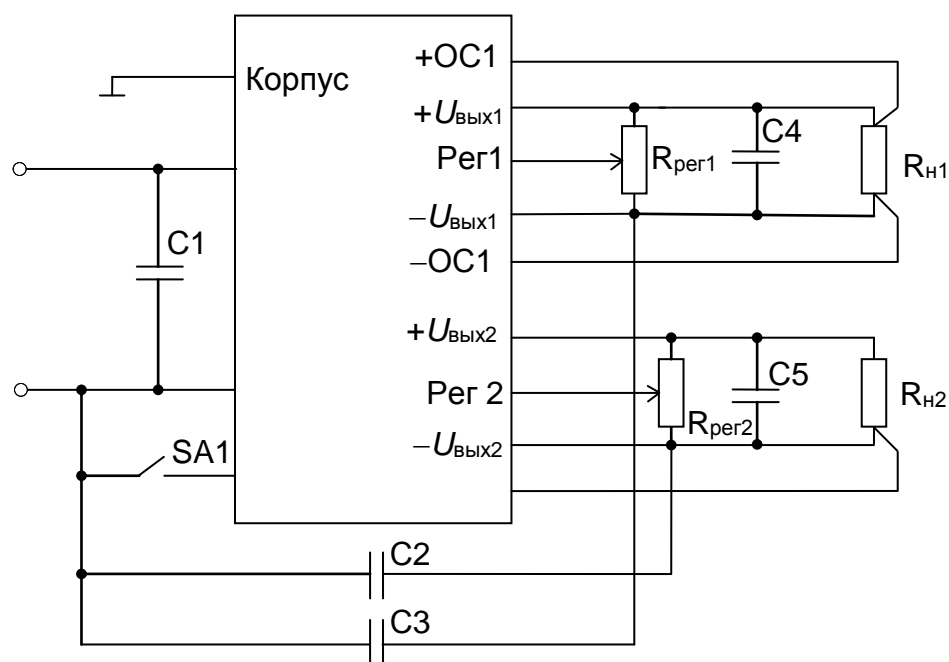 Корпус
+ОС1
+Uвых1
Рег1
−Uвых1
−ОС1
+Uвых2
Рег 2
−Uвых2
C1
SA1
C2
C3
Rрег1
C4
Rн1
Rрег2
C5
Rн2